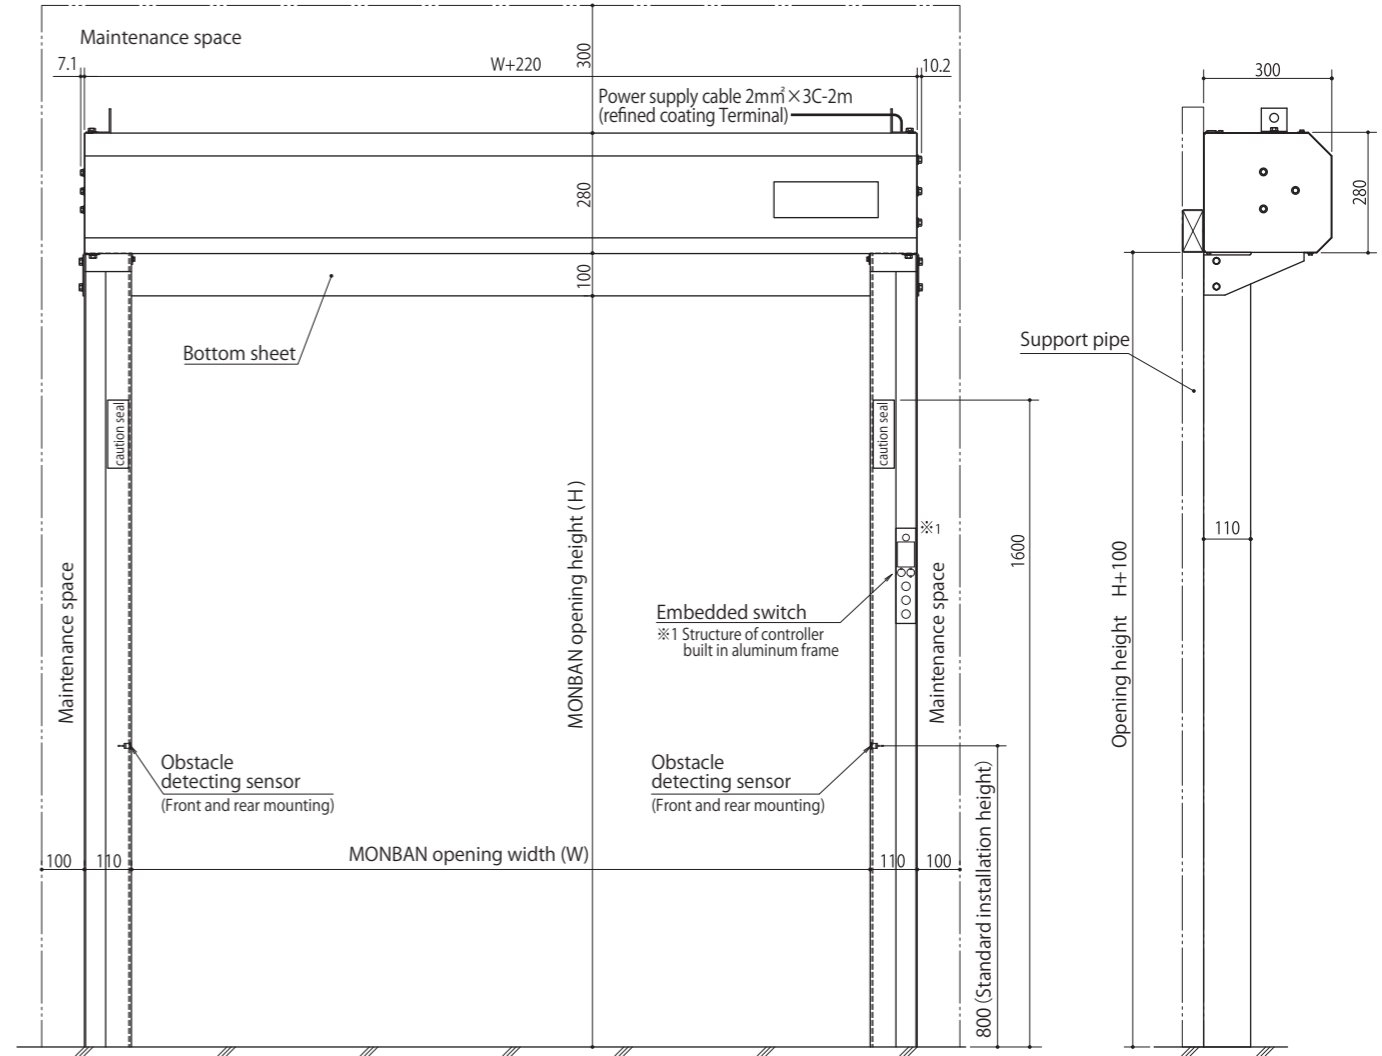 Maintenance space
7.1
W+220
300
10.2
Power supply cable 2mm²×3C-2m
(refined coating Terminal)
280
100
Bottom sheet
caution seal
caution seal
MONBAN opening height (H)
※1
Embedded switch
※1 Structure of controller
built in aluminum frame
Maintenance space
Maintenance space
1600
Obstacle
detecting sensor
(Front and rear mounting)
Obstacle
detecting sensor
(Front and rear mounting)
800 (Standard installation height)
100
110
MONBAN opening width (W)
110
100
300
280
Support pipe
110
Opening height H+100